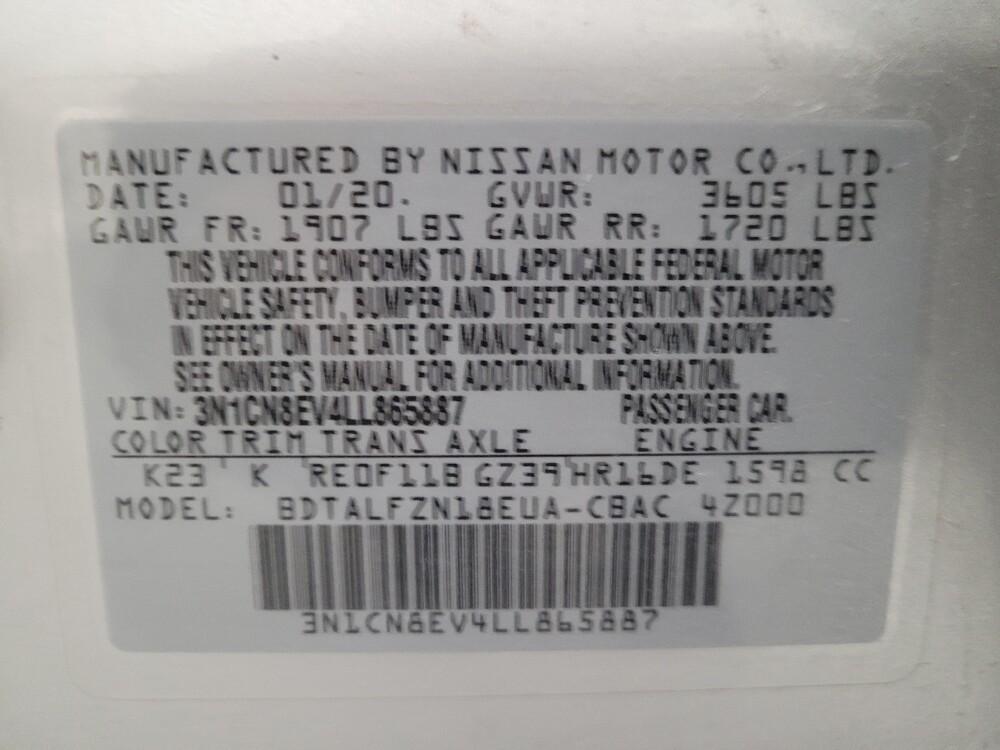 MANUFACTURED BY NISSAN MOTOR CO., LTD.
DATE: 01/20. GVWR: 3605 LBS
GAWR FR: 1907 LBS GAWR RR: 1720 LBS
THIS VEHICLE CONFORMS TO ALL APPLICABLE FEDERAL MOTOR
VEHICLE SAFETY, BUMPER AND THEFT PREVENTION STANDARDS
IN EFFECT ON THE DATE OF MANUFACTURE SHOWN ABOVE.
SEE OWNER'S MANUAL FOR ADDITIONAL INFORMATION.
VIN: 3N1CN8EV4LL865887 PASSENGER CAR.
COLOR TRIM TRANS AXLE ENGINE
K23 K RE0F11B GZ39 HR16DE 1598 CC
MODEL: BDTALFZN18EUA-CBAC 4Z000
3N1CN8EV4LL865887